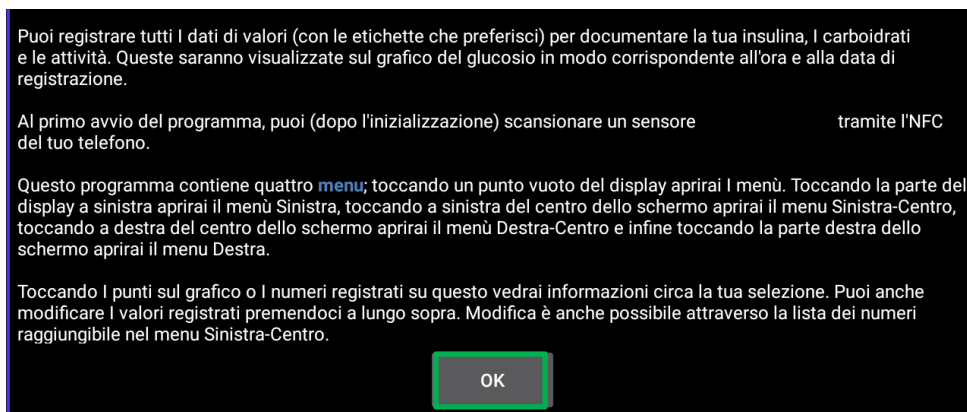 Puoi registrare tutti I dati di valori (con le etichette che preferisci) per documentare la tua insulina, I carboidrati
e le attività. Queste saranno visualizzate sul grafico del glucosio in modo corrispondente all'ora e alla data di
registrazione.
Al primo avvio del programma, puoi (dopo l'inizializzazione) scansionare un sensore tramite l'NFC
del tuo telefono.
Questo programma contiene quattro menu; toccando un punto vuoto del display aprirai I menù. Toccando la parte del
display a sinistra aprirai il menù Sinistra, toccando a sinistra del centro dello schermo aprirai il menu Sinistra-Centro,
toccando a destra del centro dello schermo aprirai il menù Destra-Centro e infine toccando la parte destra dello
schermo aprirai il menu Destra.
Toccando I punti sul grafico o I numeri registrati su questo vedrai informazioni circa la tua selezione. Puoi anche
modificare I valori registrati premendoci a lungo sopra. Modifica è anche possibile attraverso la lista dei numeri
raggiungibile nel menu Sinistra-Centro.
OK